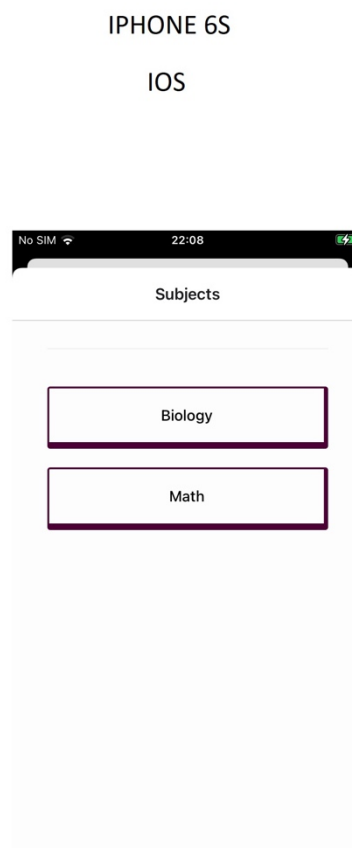 IPHONE 6S
IOS
No SIM 22:08
Subjects
Biology
Math